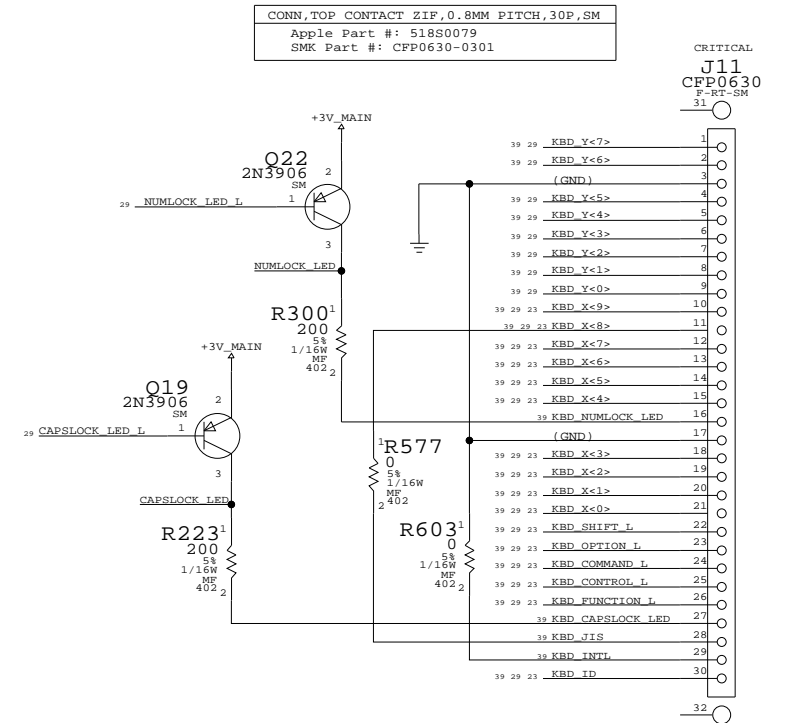 CONN,TOP CONTACT ZIF,0.8MM PITCH,30P,SM
Apple Part #: 518S0079
SMK Part #: CFP0630-0301
CRITICAL
J11
CFP0630
F-RT-SM
31
+3V_MAIN
Q22
2N3906
SM
2
1
3
29 NUMLOCK_LED_L
NUMLOCK_LED
R300
1
200
5%
1/16W
MF
402
2
+3V_MAIN
Q19
2N3906
SM
2
1
3
29 CAPSLOCK_LED_L
CAPSLOCK_LED
R223
1
200
5%
1/16W
MF
402
2
1
R577
0
5%
1/16W
MF
402
2
R603
1
0
5%
1/16W
MF
402
2
39 29 KBD_Y<7> 1
39 29 KBD_Y<6> 2
(GND) 3
39 29 KBD_Y<5> 4
39 29 KBD_Y<4> 5
39 29 KBD_Y<3> 6
39 29 KBD_Y<2> 7
39 29 KBD_Y<1> 8
39 29 KBD_Y<0> 9
39 29 23 KBD_X<9> 10
39 29 23 KBD_X<8> 11
39 29 23 KBD_X<7> 12
39 29 23 KBD_X<6> 13
39 29 23 KBD_X<5> 14
39 29 23 KBD_X<4> 15
39 KBD_NUMLOCK_LED 16
(GND) 17
39 29 23 KBD_X<3> 18
39 29 23 KBD_X<2> 19
39 29 23 KBD_X<1> 20
39 29 23 KBD_X<0> 21
39 29 23 KBD_SHIFT_L 22
39 29 23 KBD_OPTION_L 23
39 29 23 KBD_COMMAND_L 24
39 29 23 KBD_CONTROL_L 25
39 29 23 KBD_FUNCTION_L 26
39 KBD_CAPSLOCK_LED 27
39 KBD_JIS 28
39 KBD_INTL 29
39 29 23 KBD_ID 30
32